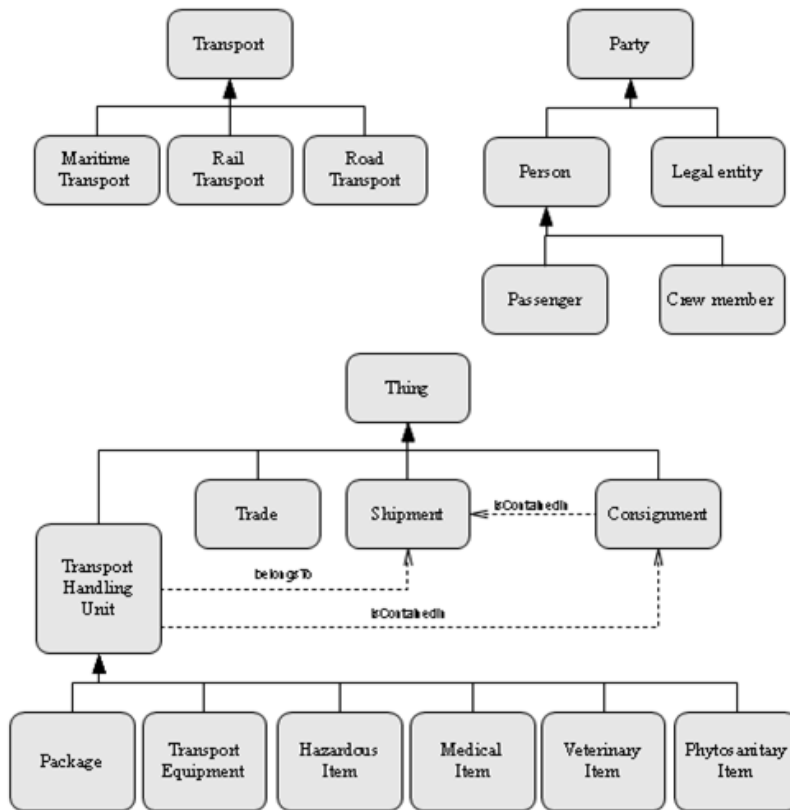 Transport
Party
Maritime
Transport
Rail
Transport
Road
Transport
Person
Legal entity
Passenger
Crew member
Thing
Trade
Shipment
isContainedIn
Consignment
Transport
Handling
Unit
belongsTo
isContainedIn
Package
Transport
Equipment
Hazardous
Item
Medical
Item
Veterinary
Item
Phytosanitary
Item